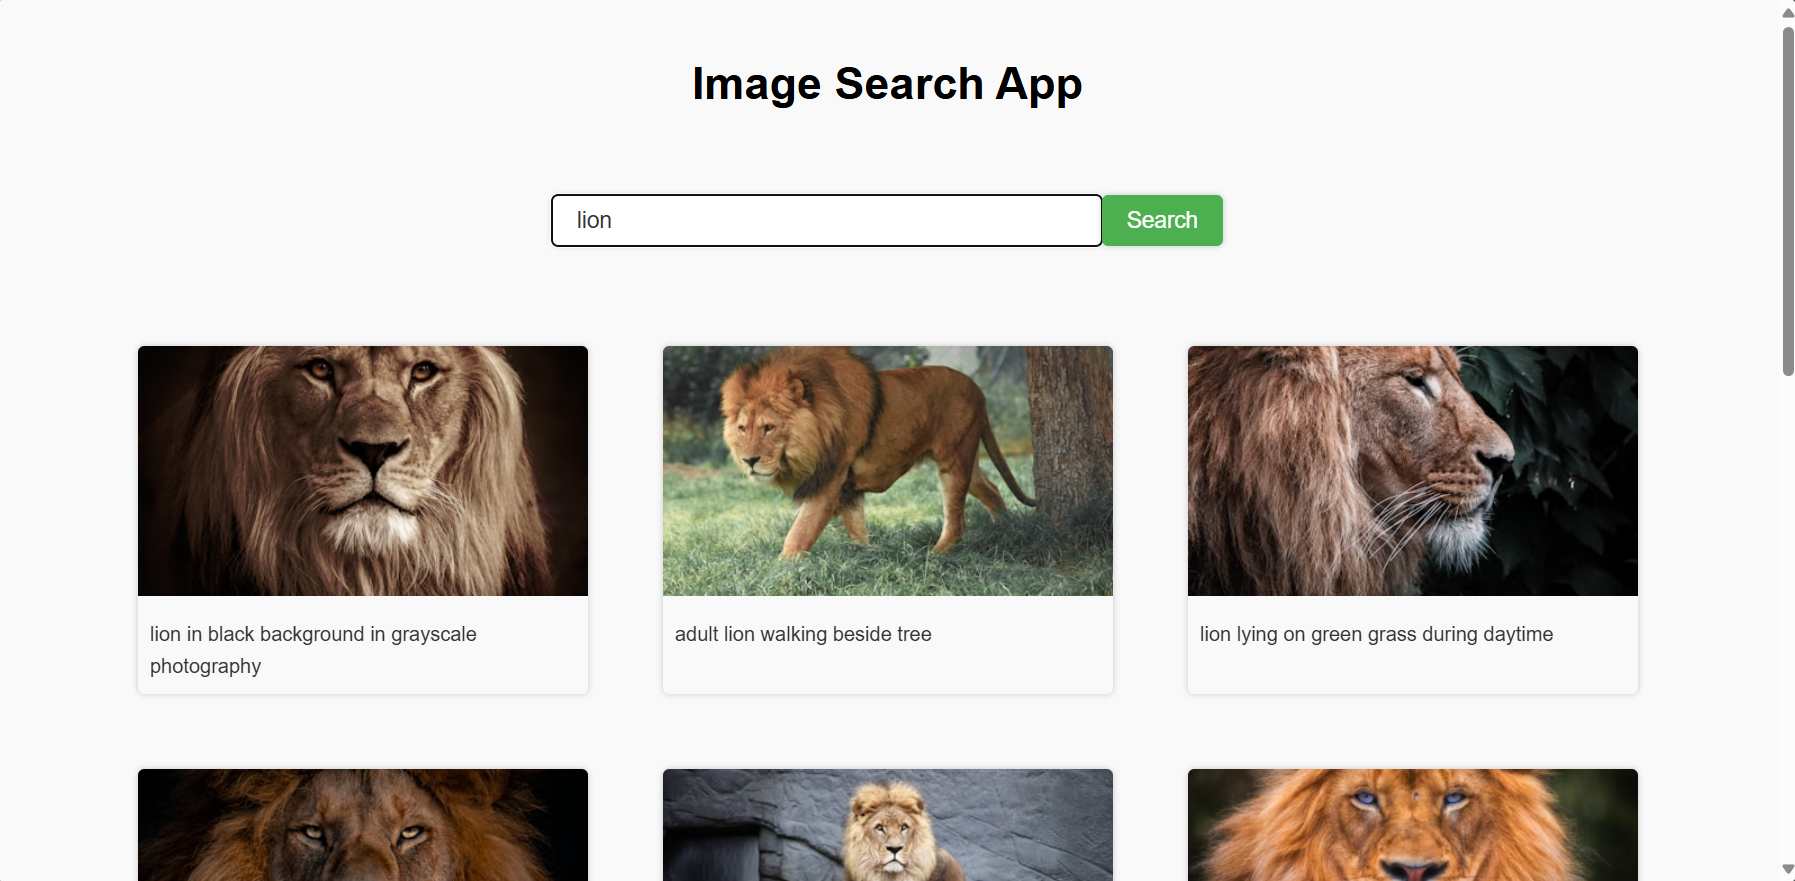 Image Search App
lion
Search
lion in black background in grayscale
photography
adult lion walking beside tree
lion lying on green grass during daytime